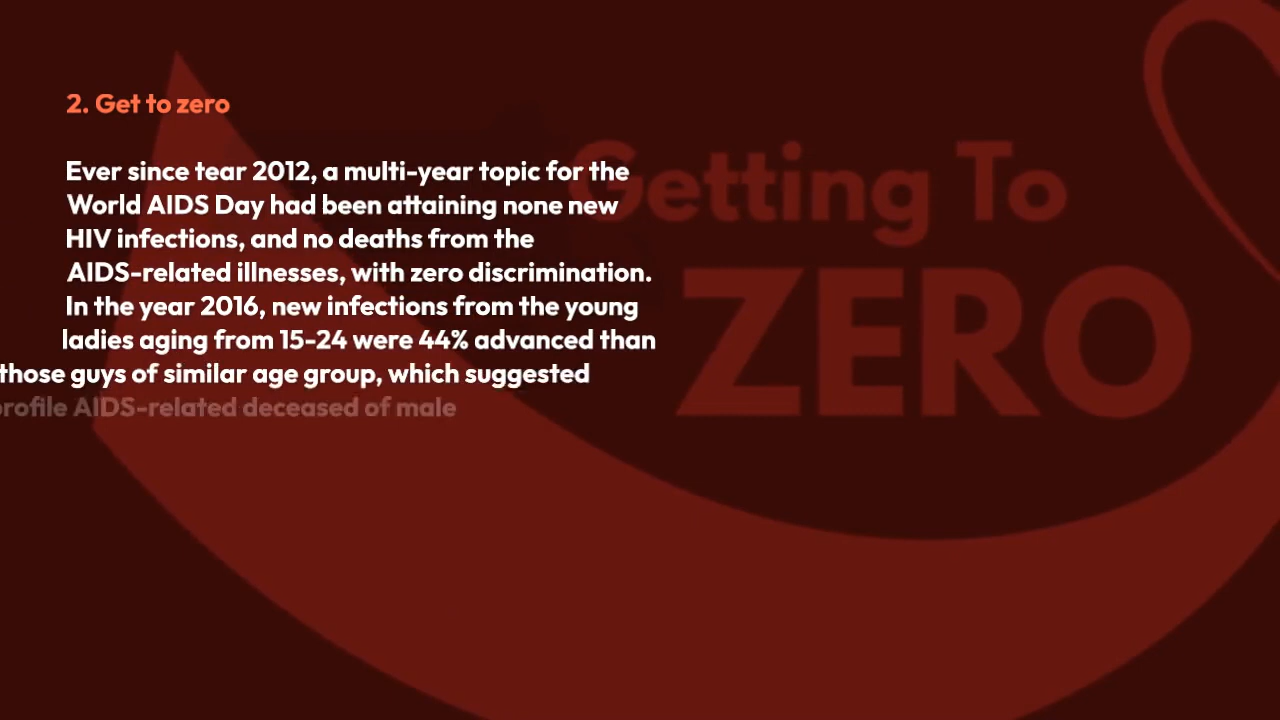 2. Get to zero
Ever since tear 2012, a multi-year topic for the
World AIDS Day had been attaining none new
HIV infections, and no deaths from the
AIDS-related illnesses, with zero discrimination.
In the year 2016, new infections from the young
ladies aging from 15-24 were 44% advanced than
those guys of similar age group, which suggested
profile AIDS-related deceased of male
Getting To
ZERO